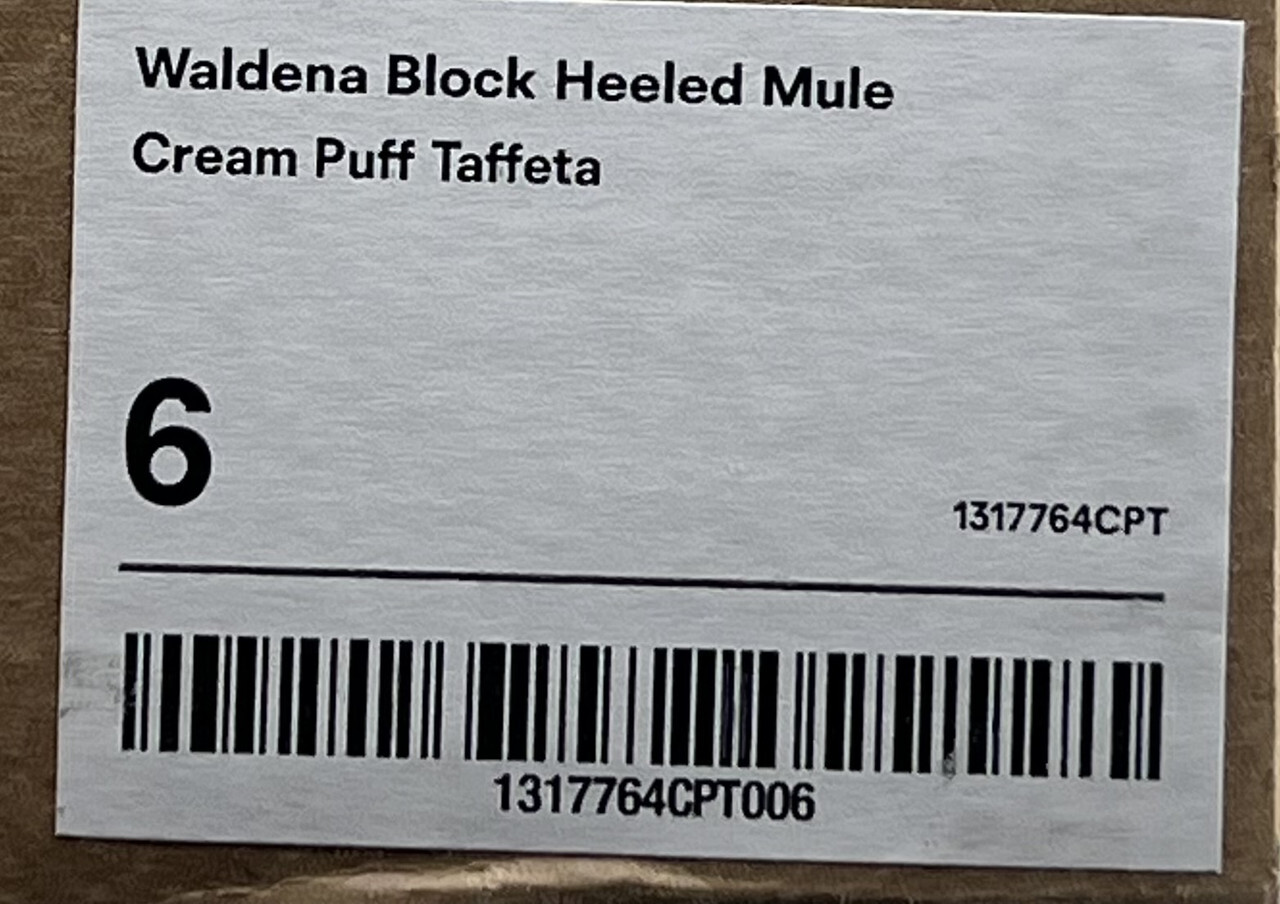 Waldena Block Heeled Mule
Cream Puff Taffeta
6
1317764CPT
1317764CPT006